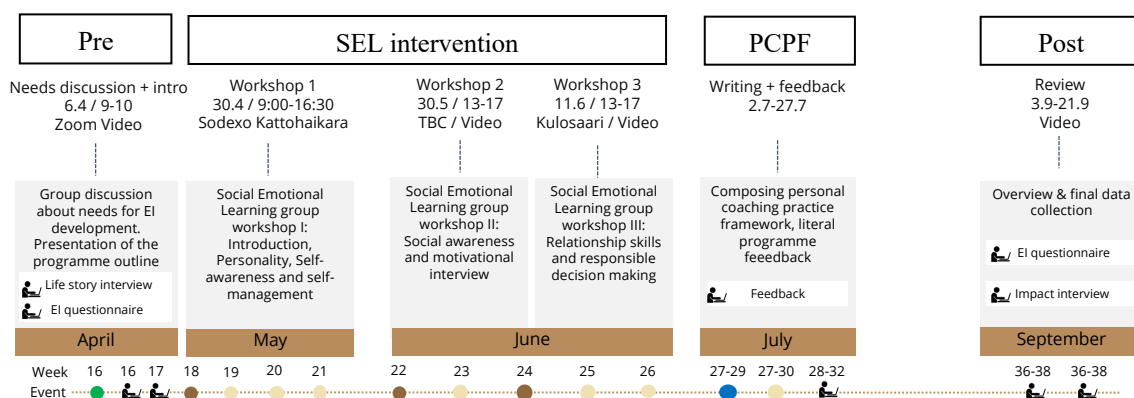 Pre
SEL intervention
PCPF
Post
Needs discussion + intro
6.4 / 9-10
Zoom Video
Workshop 1
30.4 / 9:00-16:30
Sodexo Kattohaikara
Workshop 2
30.5 / 13-17
TBC / Video
Workshop 3
11.6 / 13-17
Kulosaari / Video
Writing + feedback
2.7-27.7
Review
3.9-21.9
Video
Group discussion
about needs for EI
development.
Presentation of the
programme outline
Life story interview
EI questionnaire
Social Emotional
Learning group
workshop I:
Introduction,
Personality, Self-
awareness and self-
management
Social Emotional
Learning group
workshop II:
Social awareness
and motivational
interview
Social Emotional
Learning group
workshop III:
Relationship skills
and responsible
decision making
Composing personal
coaching practice
framework, literal
programme
feeedback
Feedback
Overview & final data
collection
EI questionnaire
Impact interview
April
May
June
July
September
Week 16 16 17 18 19 20 21 22 23 24 25 26 27-29 27-30 28-32 36-38 36-38
Event